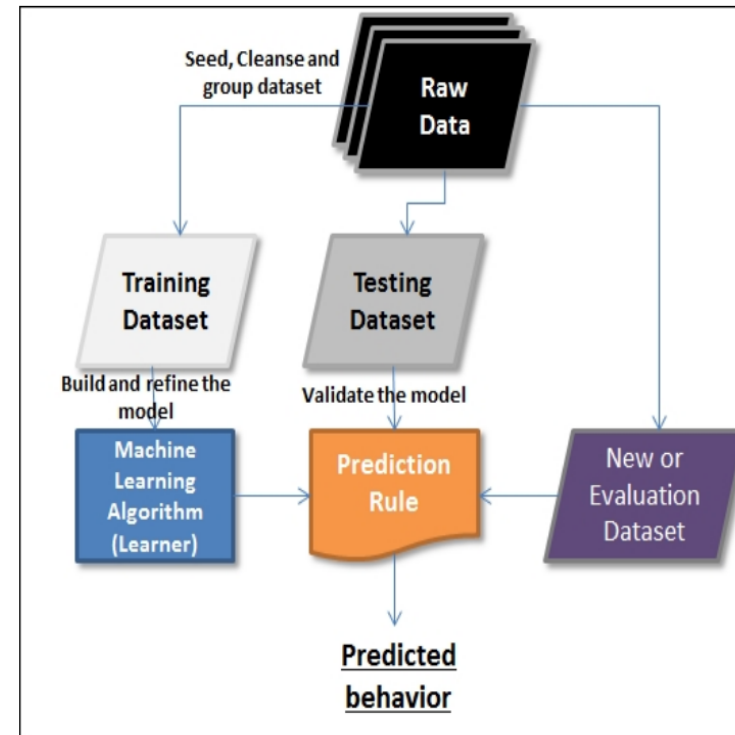 Seed, Cleanse and
group dataset
Raw
Data
Training
Dataset
Testing
Dataset
Build and refine the
model
Validate the model
Machine
Learning
Algorithm
(Learner)
Prediction
Rule
New or
Evaluation
Dataset
Predicted
behavior